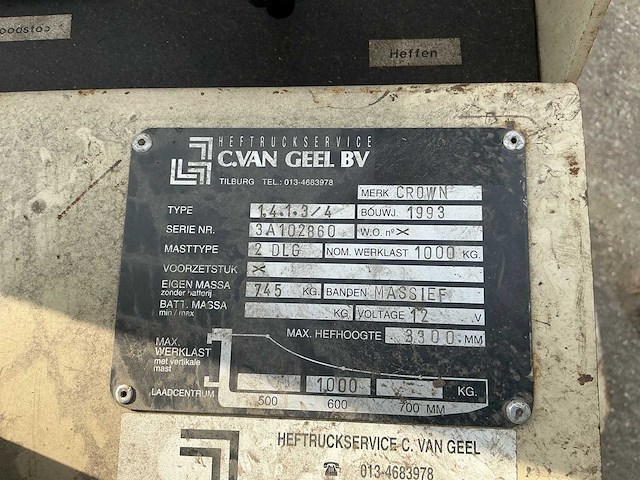 Heffen
HEFTRUCKSERVICE
C.VAN GEEL BV
TILBURG TEL.: 013-4683978
MERK CROWN
TYPE 1.4.1.3/4 BOUWJ. 1993
SERIE NR. 3A102860 W.O. nº X
MASTTYPE 2 DLG NOM. WERKLAST 1000 KG.
VOORZETSTUK X
EIGEN MASSA zonder batterij 745 KG. BANDEN MASSIEF
BATT. MASSA min / max KG. VOLTAGE 12 V
MAX. HEFHOOGTE 3300 MM
MAX. WERKLAST met vertikale mast
1000 KG.
LAADCENTRUM 500 600 700 MM
HEFTRUCKSERVICE C. VAN GEEL
☎ 013-4683978